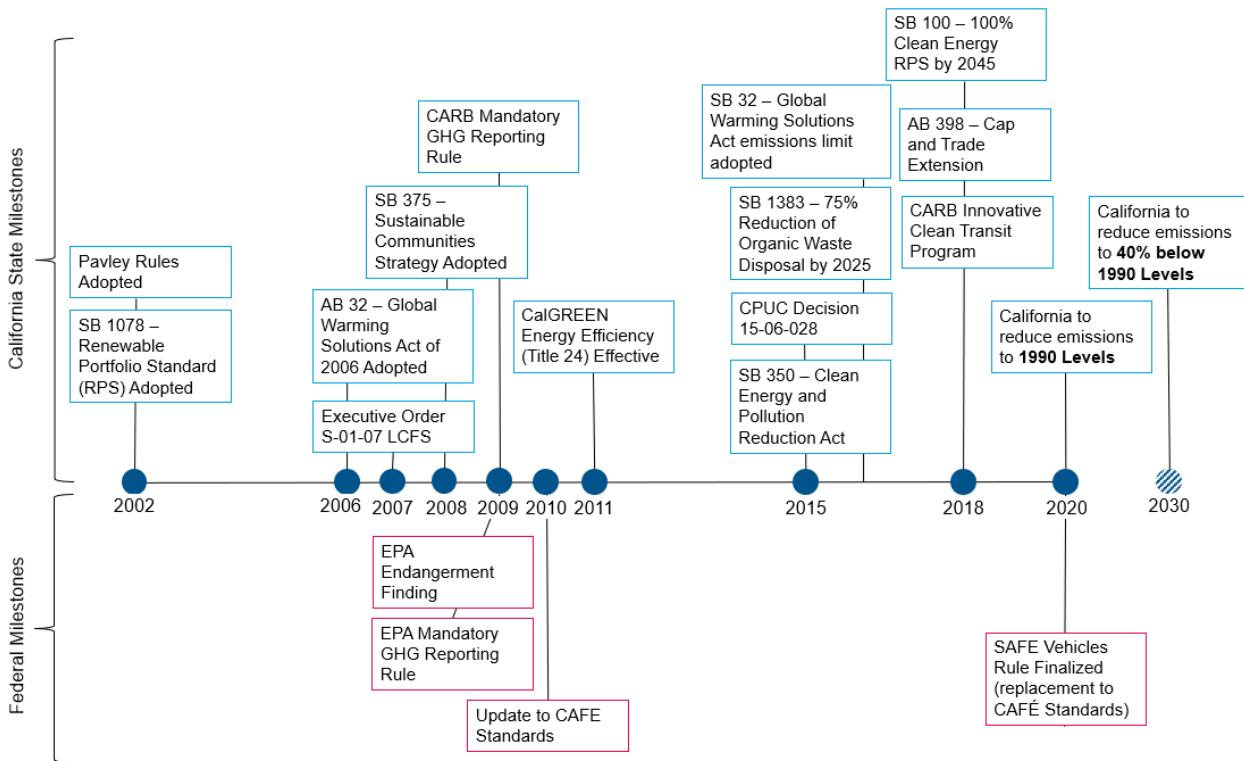 California State Milestones
SB 100 – 100%
Clean Energy
RPS by 2045
SB 32 – Global
Warming Solutions
Act emissions limit
adopted
CARB Mandatory
GHG Reporting
Rule
AB 398 – Cap
and Trade
Extension
SB 375 –
Sustainable
Communities
Strategy Adopted
SB 1383 – 75%
Reduction of
Organic Waste
Disposal by 2025
CARB Innovative
Clean Transit
Program
California to
reduce emissions
to 40% below
1990 Levels
Pavley Rules
Adopted
AB 32 – Global
Warming
Solutions Act of
2006 Adopted
CalGREEN
Energy Efficiency
(Title 24) Effective
CPUC Decision
15-06-028
California to
reduce emissions
to 1990 Levels
SB 1078 –
Renewable
Portfolio Standard
(RPS) Adopted
SB 350 – Clean
Energy and
Pollution
Reduction Act
Executive Order
S-01-07 LCFS
2002
2006
2007
2008
2009
2010
2011
2015
2018
2020
2030
Federal Milestones
EPA
Endangerment
Finding
EPA Mandatory
GHG Reporting
Rule
Update to CAFE
Standards
SAFE Vehicles
Rule Finalized
(replacement to
CAFÉ Standards)